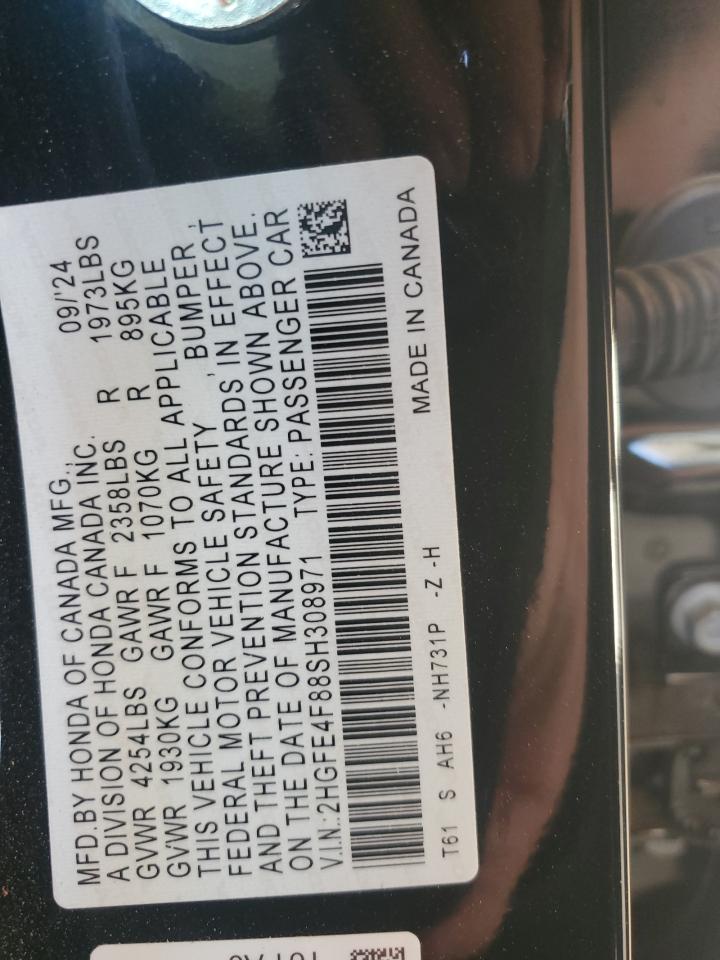 MFD.BY HONDA OF CANADA MFG., 09/'24
A DIVISION OF HONDA CANADA INC.
GVWR 4254LBS GAWR F 2358LBS R 1973LBS
GVWR 1930KG GAWR F 1070KG R 895KG
THIS VEHICLE CONFORMS TO ALL APPLICABLE
FEDERAL MOTOR VEHICLE SAFETY , BUMPER ,
AND THEFT PREVENTION STANDARDS IN EFFECT
ON THE DATE OF MANUFACTURE SHOWN ABOVE.
V.I.N.:2HGFE4F88SH308971 TYPE:PASSENGER CAR
T61 S AH6 -NH731P -Z -H MADE IN CANADA